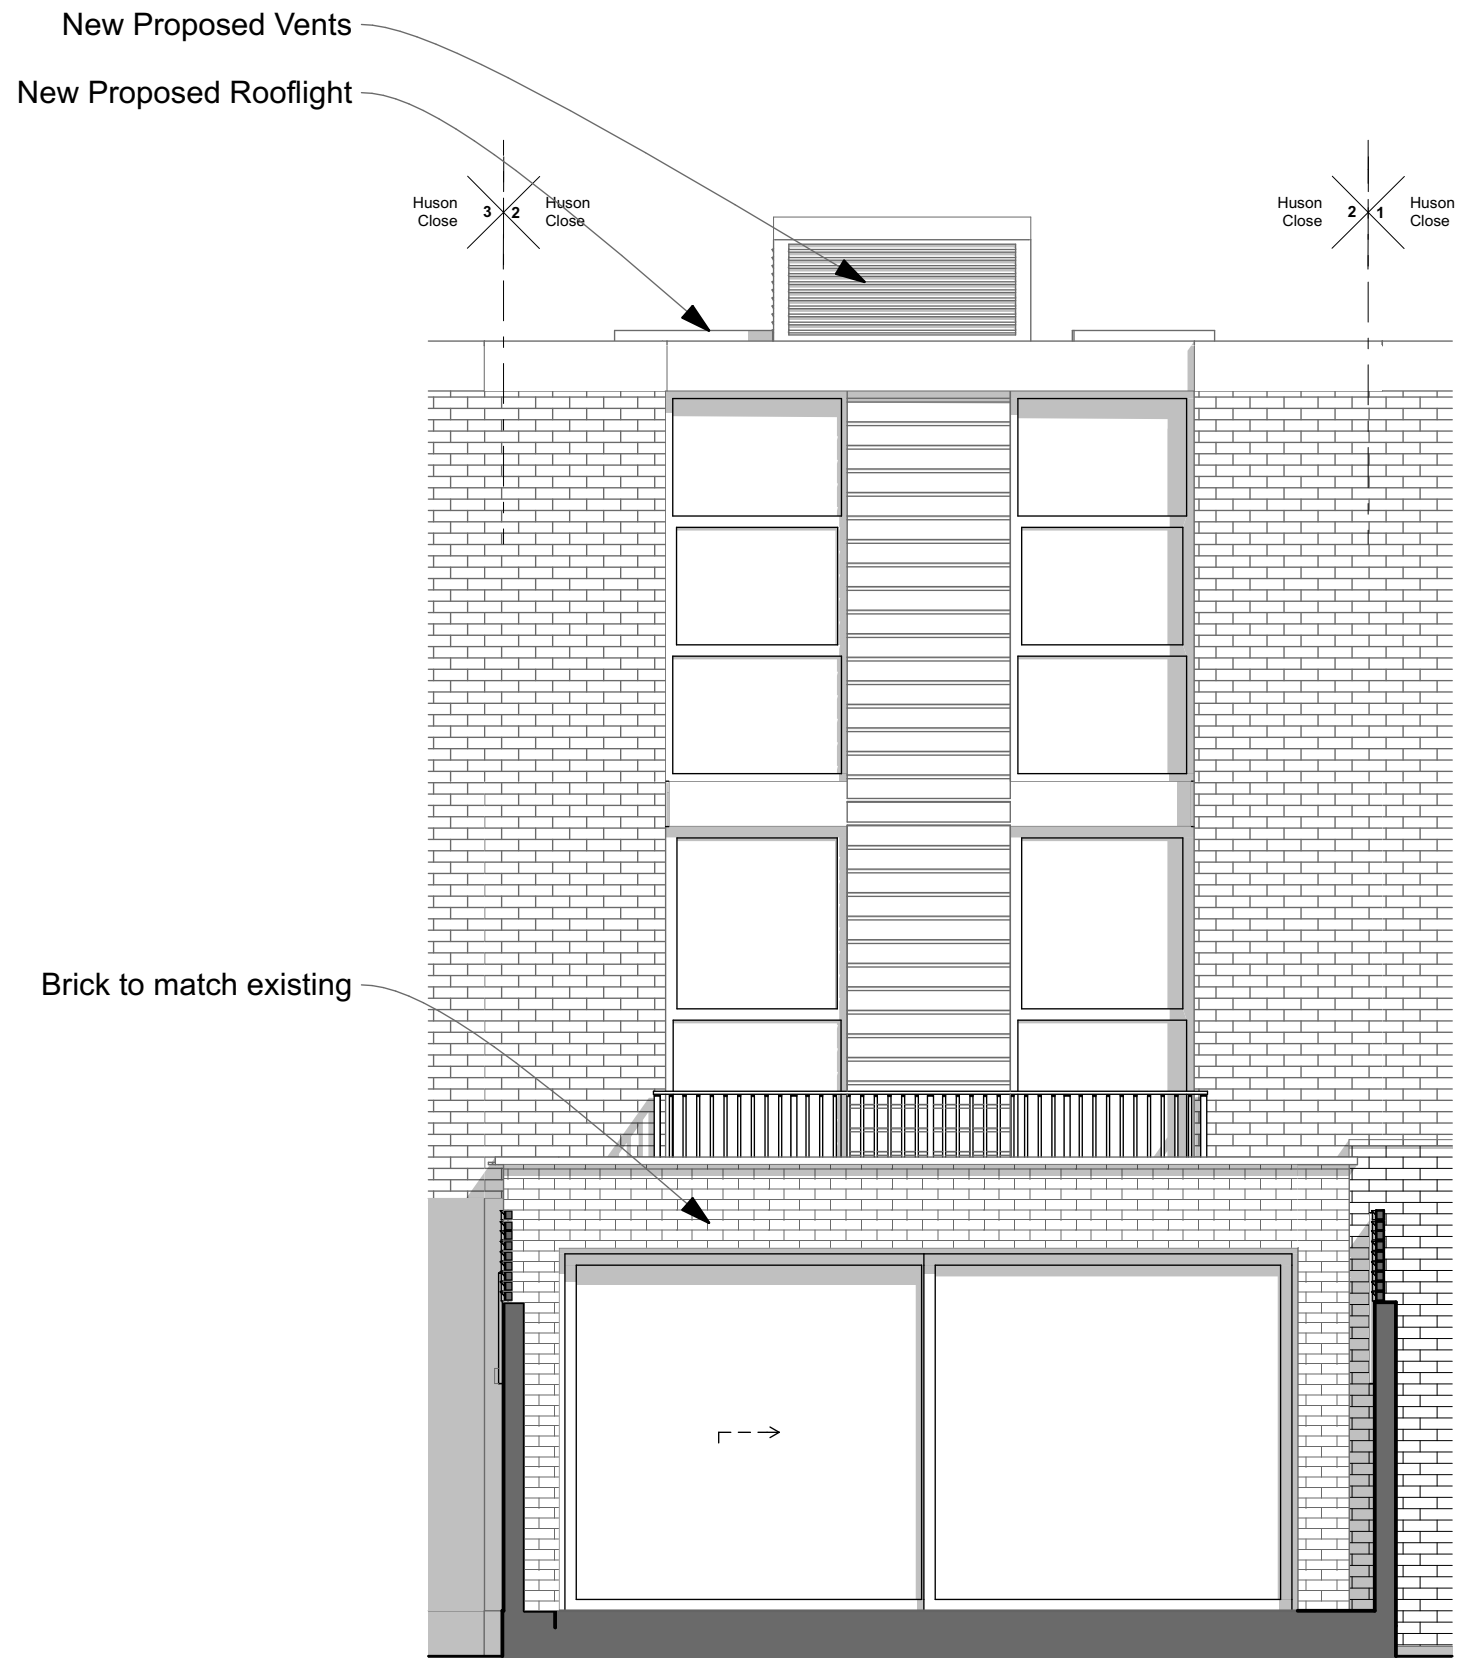 New Proposed Vents
New Proposed Rooflight
Huson
Close
3 2
Huson
Close
Huson
Close
2 1
Huson
Close
Brick to match existing